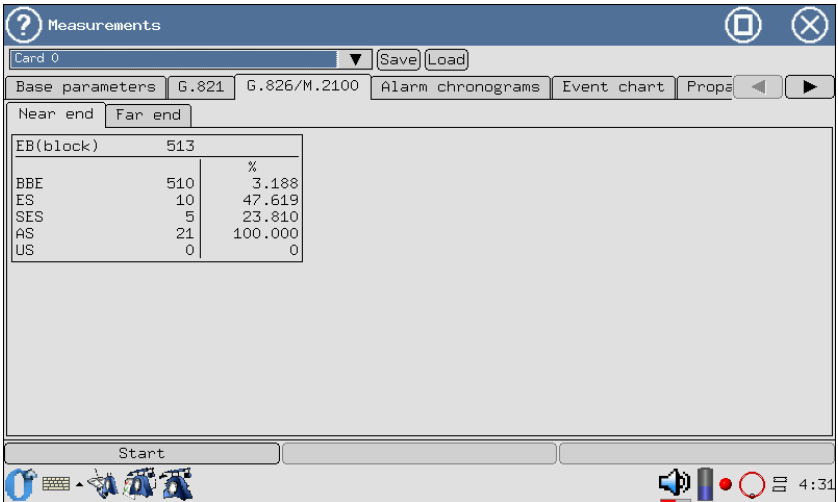 ? Measurements
Card 0 Save Load
Base parameters G.821 G.826/M.2100 Alarm chronograms Event chart Propa
Near end Far end
EB(block) 513
%
BBE 510 3.188
ES 10 47.619
SES 5 23.810
AS 21 100.000
US 0 0
Start
4:31